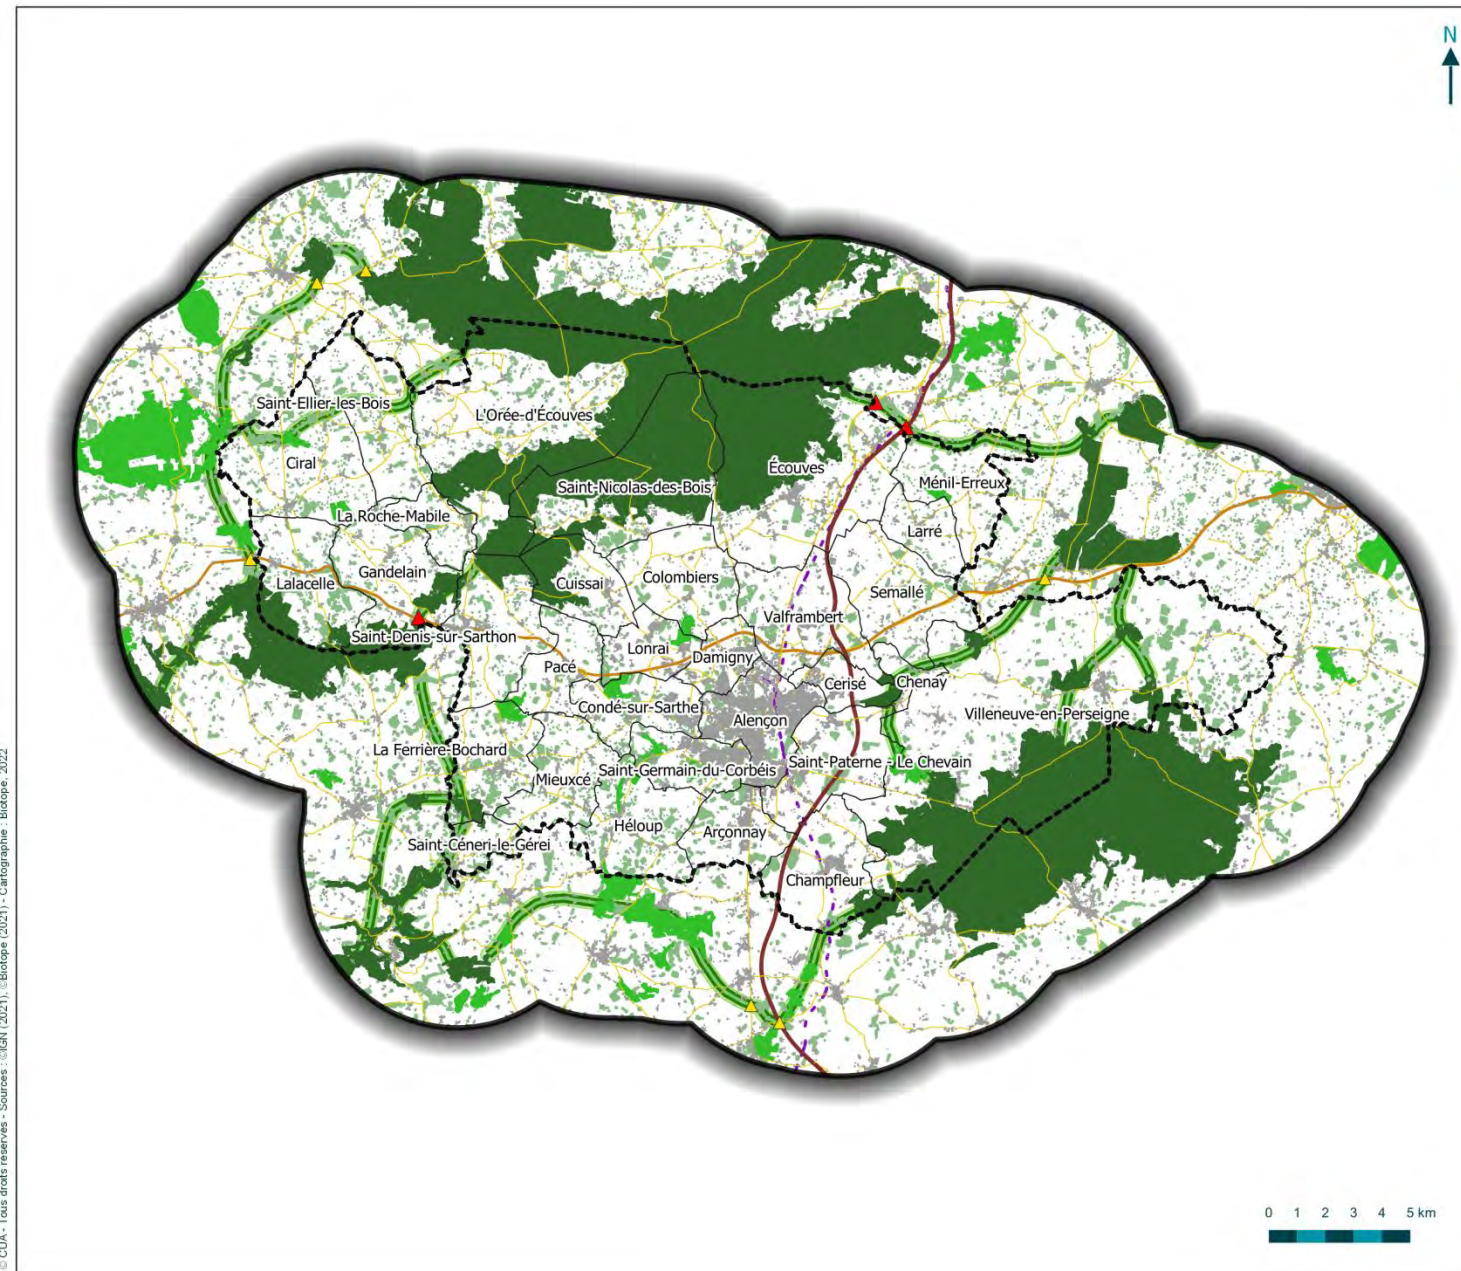 N
Saint-Ellier-les-Bois
L'Orée-d'Écouves
Ciral
Écouves
Saint-Nicolas-des-Bois
Ménil-Erreux
La Roche-Mabile
Larré
Gandelain
Lalacelle
Cuissai
Colombiers
Semallé
Valframbert
Saint-Denis-sur-Sarthon
Lonrai
Damigny
Pacé
Cerisé
Chenay
Condé-sur-Sarthe
Alençon
Villeneuve-en-Perseigne
La Ferrière-Bochard
Saint-Paterne - Le Chevain
Saint-Germain-du-Corbéis
Mieuxcé
Héloup
Arçonnay
Saint-Céneri-le-Gérei
Champfleur
0 1 2 3 4 5 km
© CUA - Tous droits réservés - Sources : ©IGN (2021), ©Biotope (2021) - Cartographie : Biotope, 2022